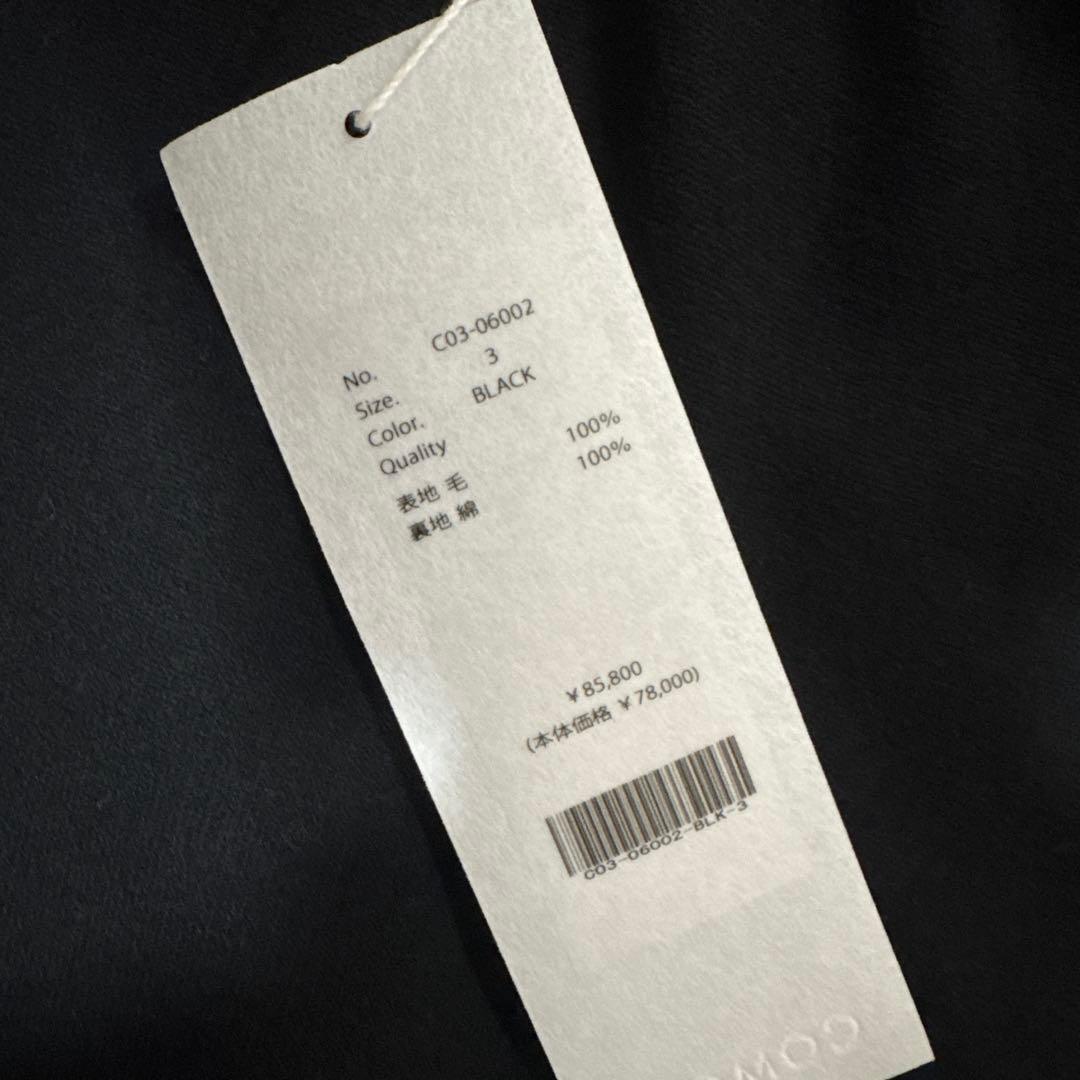 No. C03-06002
Size. 3
Color. BLACK
Quality
表地 毛 100%
裏地 綿 100%
¥85,800
(本体価格 ¥78,000)
C03-06002-BLK-3